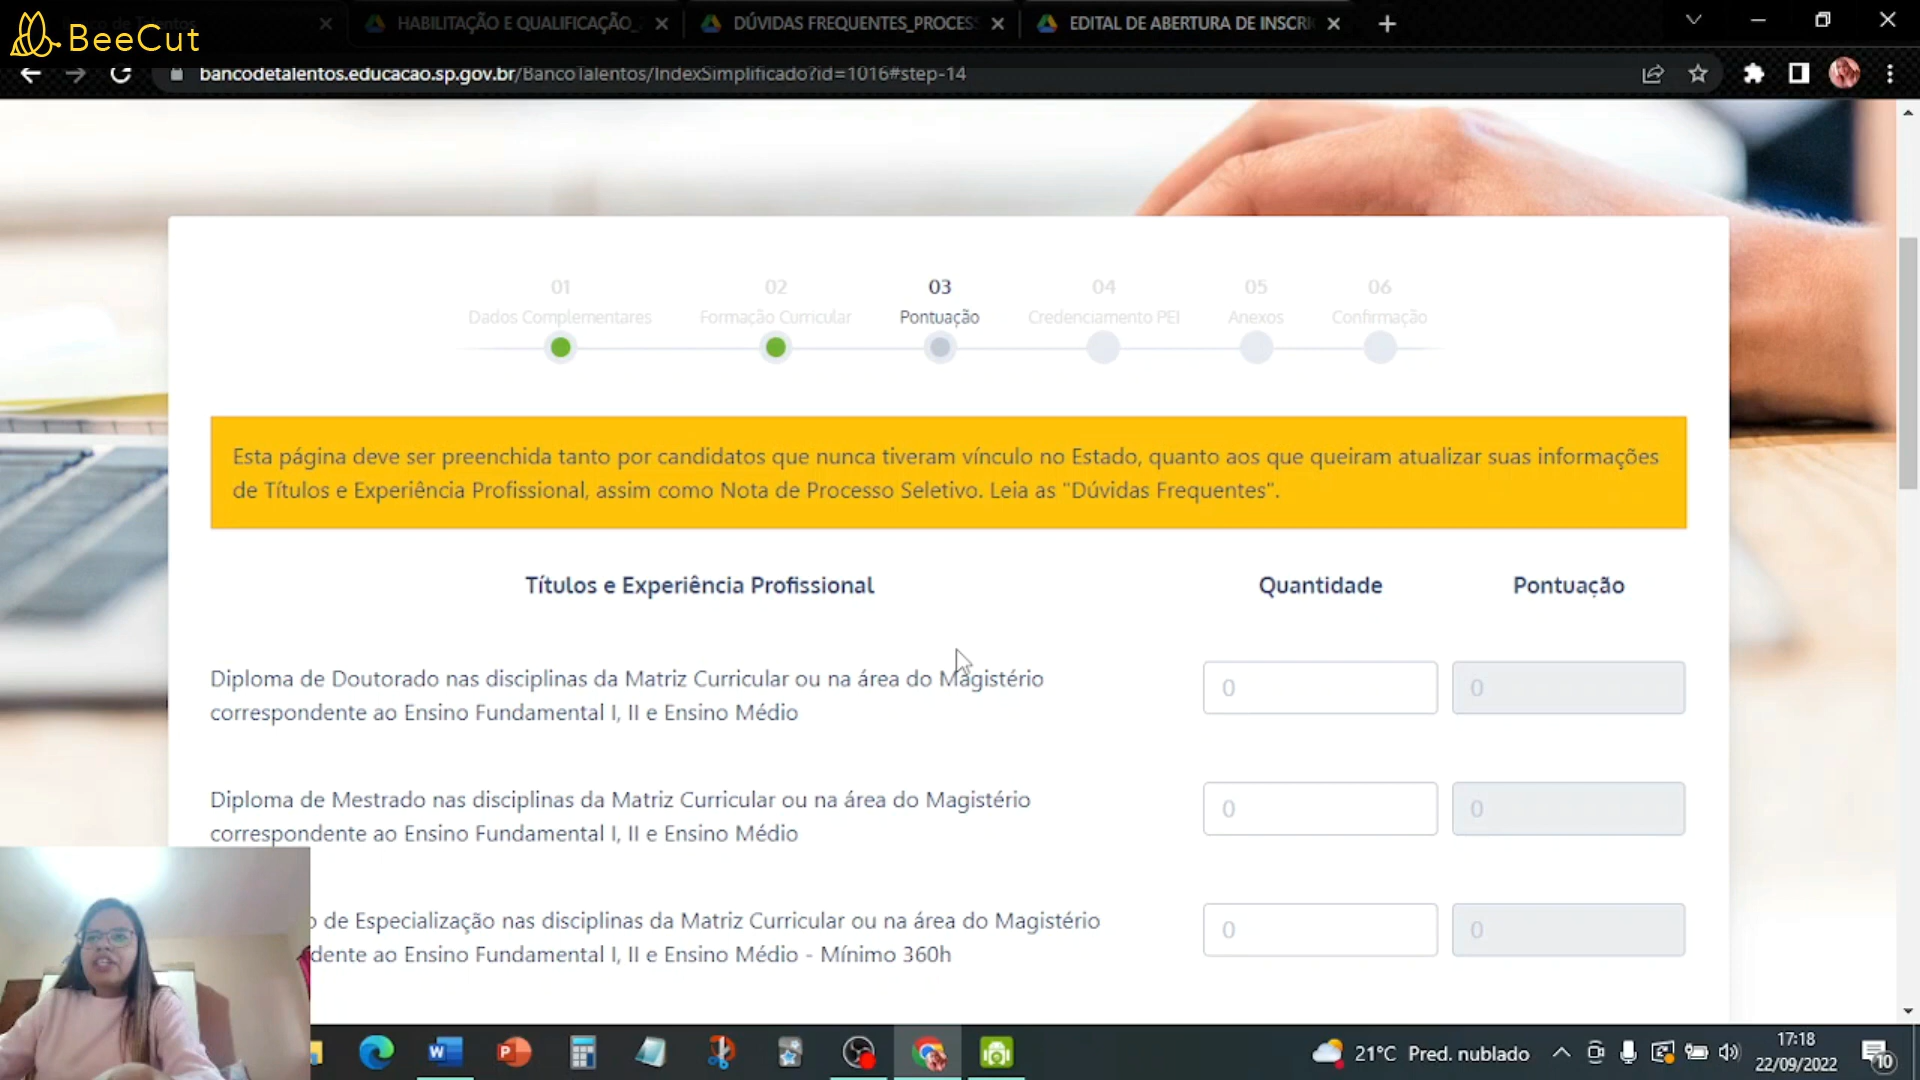 BeeCut
HABILITAÇÃO E QUALIFICAÇÃO_
DÚVIDAS FREQUENTES_PROCESS
EDITAL DE ABERTURA DE INSCRI
bancodetalentos.educacao.sp.gov.br/BancoTalentos/IndexSimplificado?id=1016#step-14
01
02
03
04
05
06
Dados Complementares
Formação Curricular
Pontuação
Credenciamento PEI
Anexos
Confirmação
Esta página deve ser preenchida tanto por candidatos que nunca tiveram vínculo no Estado, quanto aos que queiram atualizar suas informações
de Títulos e Experiência Profissional, assim como Nota de Processo Seletivo. Leia as "Dúvidas Frequentes".
Títulos e Experiência Profissional
Quantidade
Pontuação
Diploma de Doutorado nas disciplinas da Matriz Curricular ou na área do Magistério
correspondente ao Ensino Fundamental I, II e Ensino Médio
0
0
Diploma de Mestrado nas disciplinas da Matriz Curricular ou na área do Magistério
correspondente ao Ensino Fundamental I, II e Ensino Médio
0
0
o de Especialização nas disciplinas da Matriz Curricular ou na área do Magistério
dente ao Ensino Fundamental I, II e Ensino Médio - Mínimo 360h
0
0
21°C Pred. nublado
17:18
22/09/2022
10